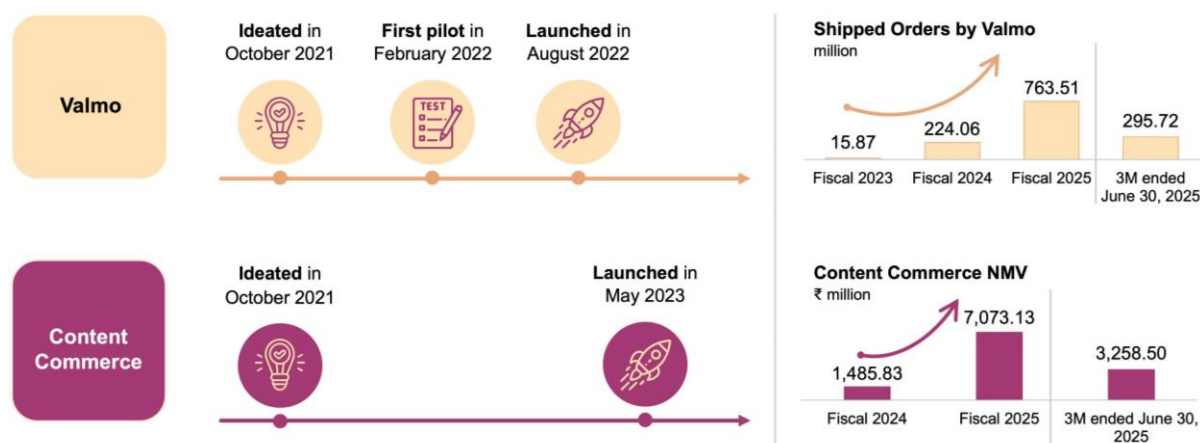 Valmo
Ideated in
October 2021
First pilot in
February 2022
Launched in
August 2022
TEST
Shipped Orders by Valmo
million
15.87
224.06
763.51
295.72
Fiscal 2023
Fiscal 2024
Fiscal 2025
3M ended
June 30, 2025
Content
Commerce
Ideated in
October 2021
Launched in
May 2023
Content Commerce NMV
₹ million
1,485.83
7,073.13
3,258.50
Fiscal 2024
Fiscal 2025
3M ended June 30,
2025